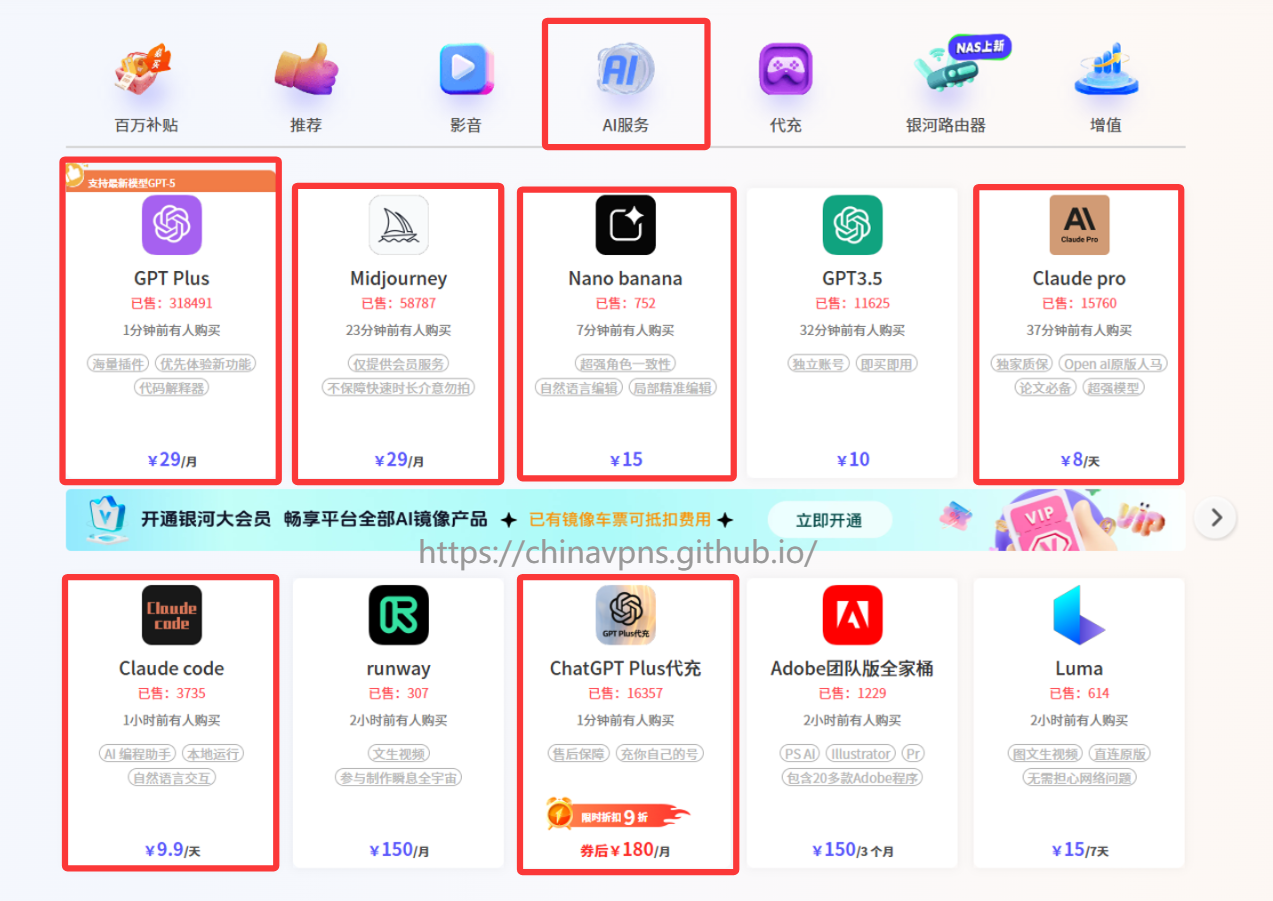 NAS上新
百万补贴
推荐
影音
AI
AI服务
代充
银河路由器
增值
支持最新模型GPT-5
GPT Plus
已售：318491
1分钟前有人购买
海量插件 优先体验新功能
代码解释器
¥29/月
Midjourney
已售：58787
23分钟前有人购买
仅提供会员服务
不保障快速时长介意勿拍
¥29/月
Nano banana
已售：752
7分钟前有人购买
超强角色一致性
自然语言编辑 局部精准编辑
¥15
GPT3.5
已售：11625
32分钟前有人购买
独立账号 即买即用
¥10
Claude Pro
Claude pro
已售：15760
37分钟前有人购买
独家质保 Open ai原版人马
论文必备 超强模型
¥8/天
开通银河大会员 畅享平台全部AI镜像产品 已有镜像车票可抵扣费用 立即开通
VIP
https://chinavpns.github.io/
Claude
code
Claude code
已售：3735
1小时前有人购买
AI 编程助手 本地运行
自然语言交互
¥9.9/天
runway
已售：307
2小时前有人购买
文生视频
参与制作瞬息全宇宙
¥150/月
GPT Plus代充
ChatGPT Plus代充
已售：16357
1分钟前有人购买
售后保障 充你自己的号
限时折扣9折
券后¥180/月
Adobe团队版全家桶
已售：1229
2小时前有人购买
PS AI Illustrator Pr
包含20多款Adobe程序
¥150/3 个月
Luma
已售：614
2小时前有人购买
图文生视频 直连原版
无需担心网络问题
¥15/7天